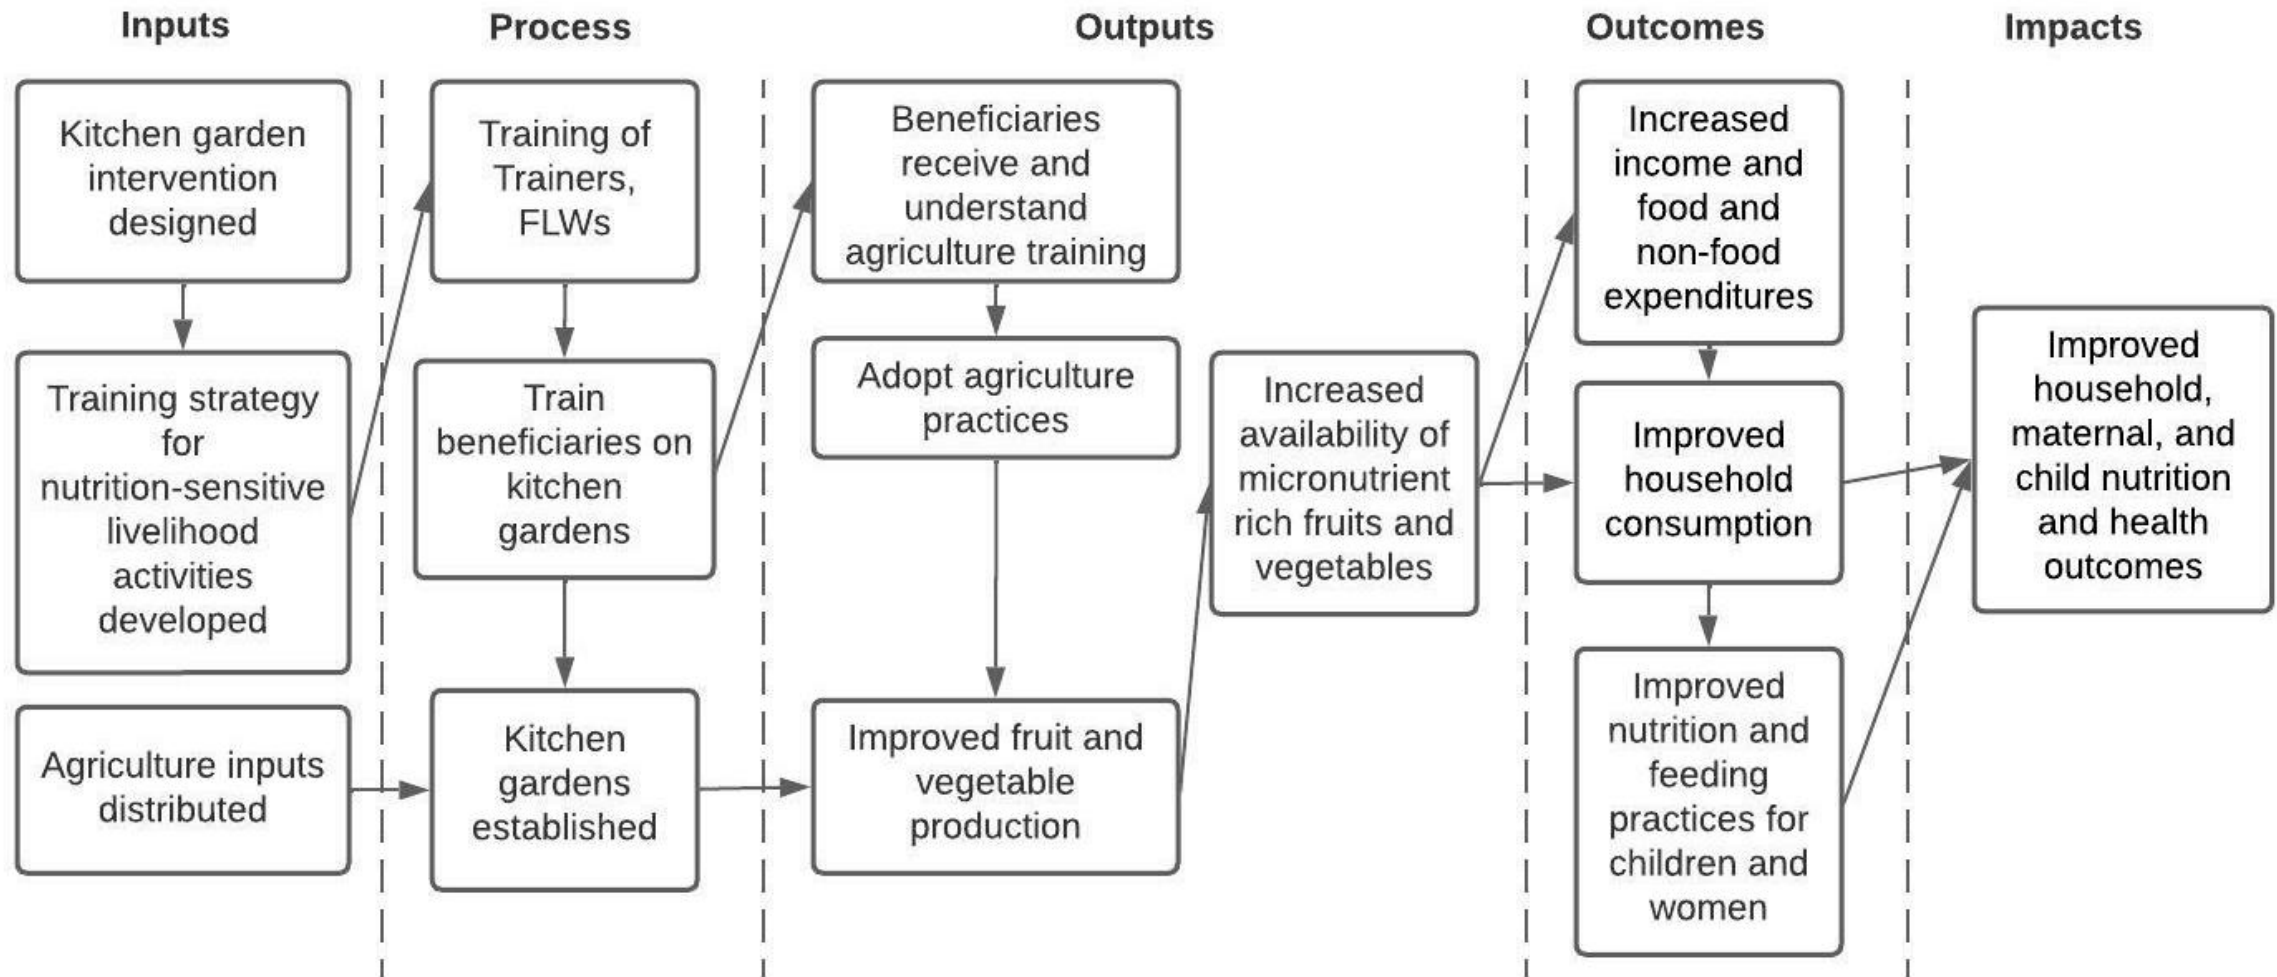 Inputs
Process
Outputs
Outcomes
Impacts
Kitchen garden
intervention
designed
Training strategy
for
nutrition-sensitive
livelihood
activities
developed
Agriculture inputs
distributed
Training of
Trainers,
FLWs
Train
beneficiaries on
kitchen
gardens
Kitchen
gardens
established
Beneficiaries
receive and
understand
agriculture training
Adopt agriculture
practices
Improved fruit and
vegetable
production
Increased
availability of
micronutrient
rich fruits and
vegetables
Increased
income and
food and
non-food
expenditures
Improved
household
consumption
Improved
nutrition and
feeding
practices for
children and
women
Improved
household,
maternal, and
child nutrition
and health
outcomes